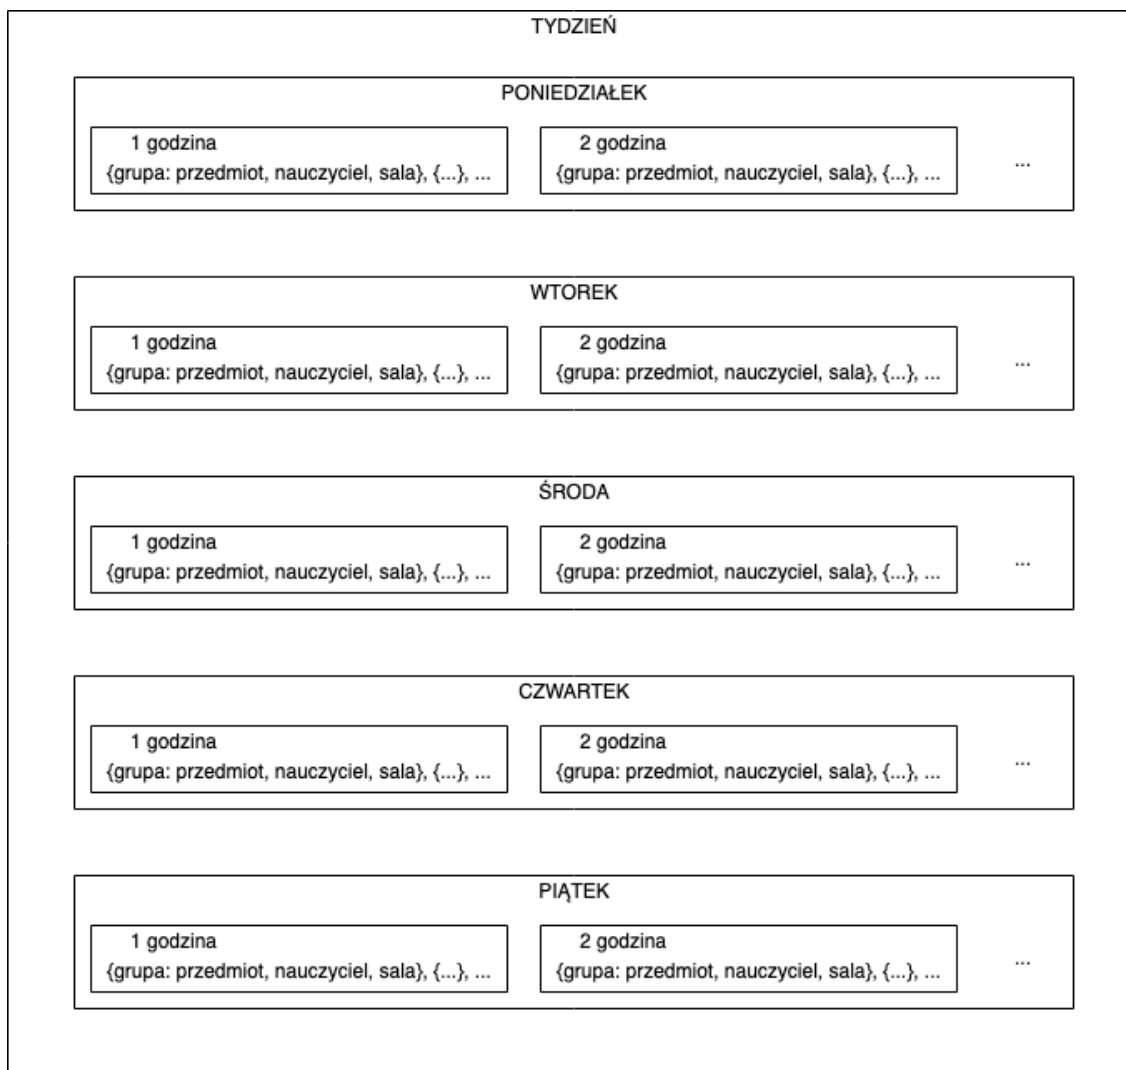 TYDZIEŃ
PONIEDZIAŁEK
1 godzina
{grupa: przedmiot, nauczyciel, sala}, {...}, ...
2 godzina
{grupa: przedmiot, nauczyciel, sala}, {...}, ...
...
WTOREK
1 godzina
{grupa: przedmiot, nauczyciel, sala}, {...}, ...
2 godzina
{grupa: przedmiot, nauczyciel, sala}, {...}, ...
...
ŚRODA
1 godzina
{grupa: przedmiot, nauczyciel, sala}, {...}, ...
2 godzina
{grupa: przedmiot, nauczyciel, sala}, {...}, ...
...
CZWARTEK
1 godzina
{grupa: przedmiot, nauczyciel, sala}, {...}, ...
2 godzina
{grupa: przedmiot, nauczyciel, sala}, {...}, ...
...
PIĄTEK
1 godzina
{grupa: przedmiot, nauczyciel, sala}, {...}, ...
2 godzina
{grupa: przedmiot, nauczyciel, sala}, {...}, ...
...